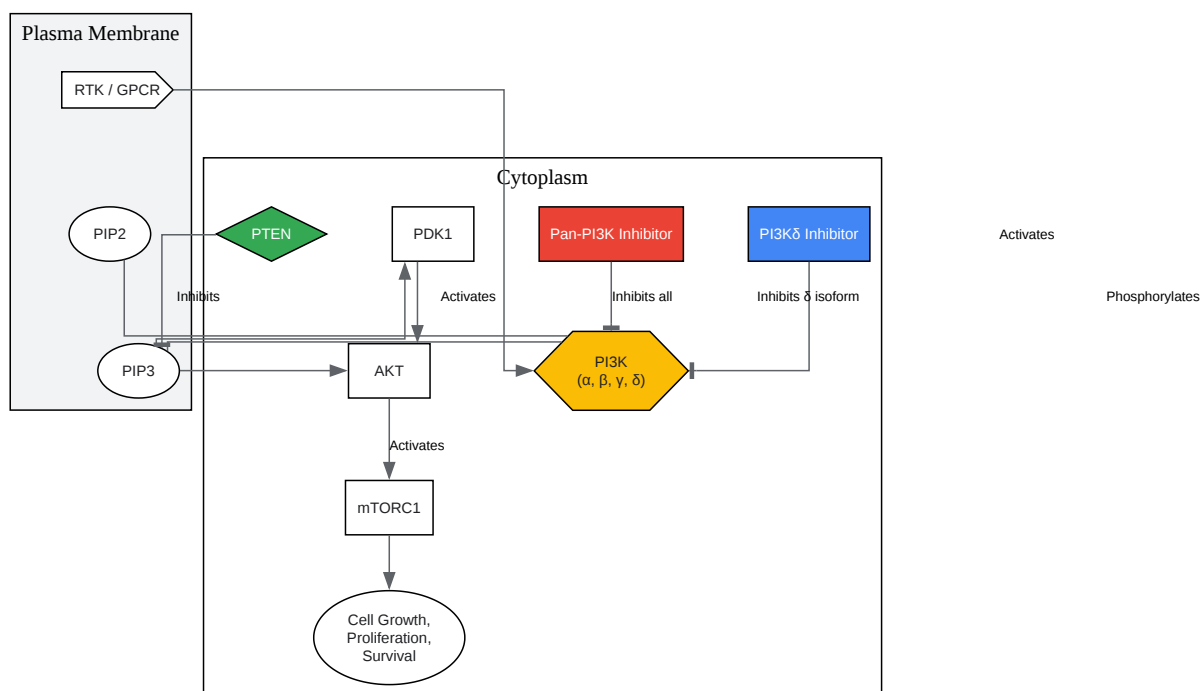 Plasma Membrane
RTK / GPCR
Cytoplasm
PIP2
PTEN
PDK1
Pan-PI3K Inhibitor
PI3Kδ Inhibitor
Activates
Inhibits
Activates
Inhibits all
Inhibits δ isoform
Phosphorylates
PIP3
AKT
PI3K
(α, β, γ, δ)
Activates
mTORC1
Cell Growth,
Proliferation,
Survival